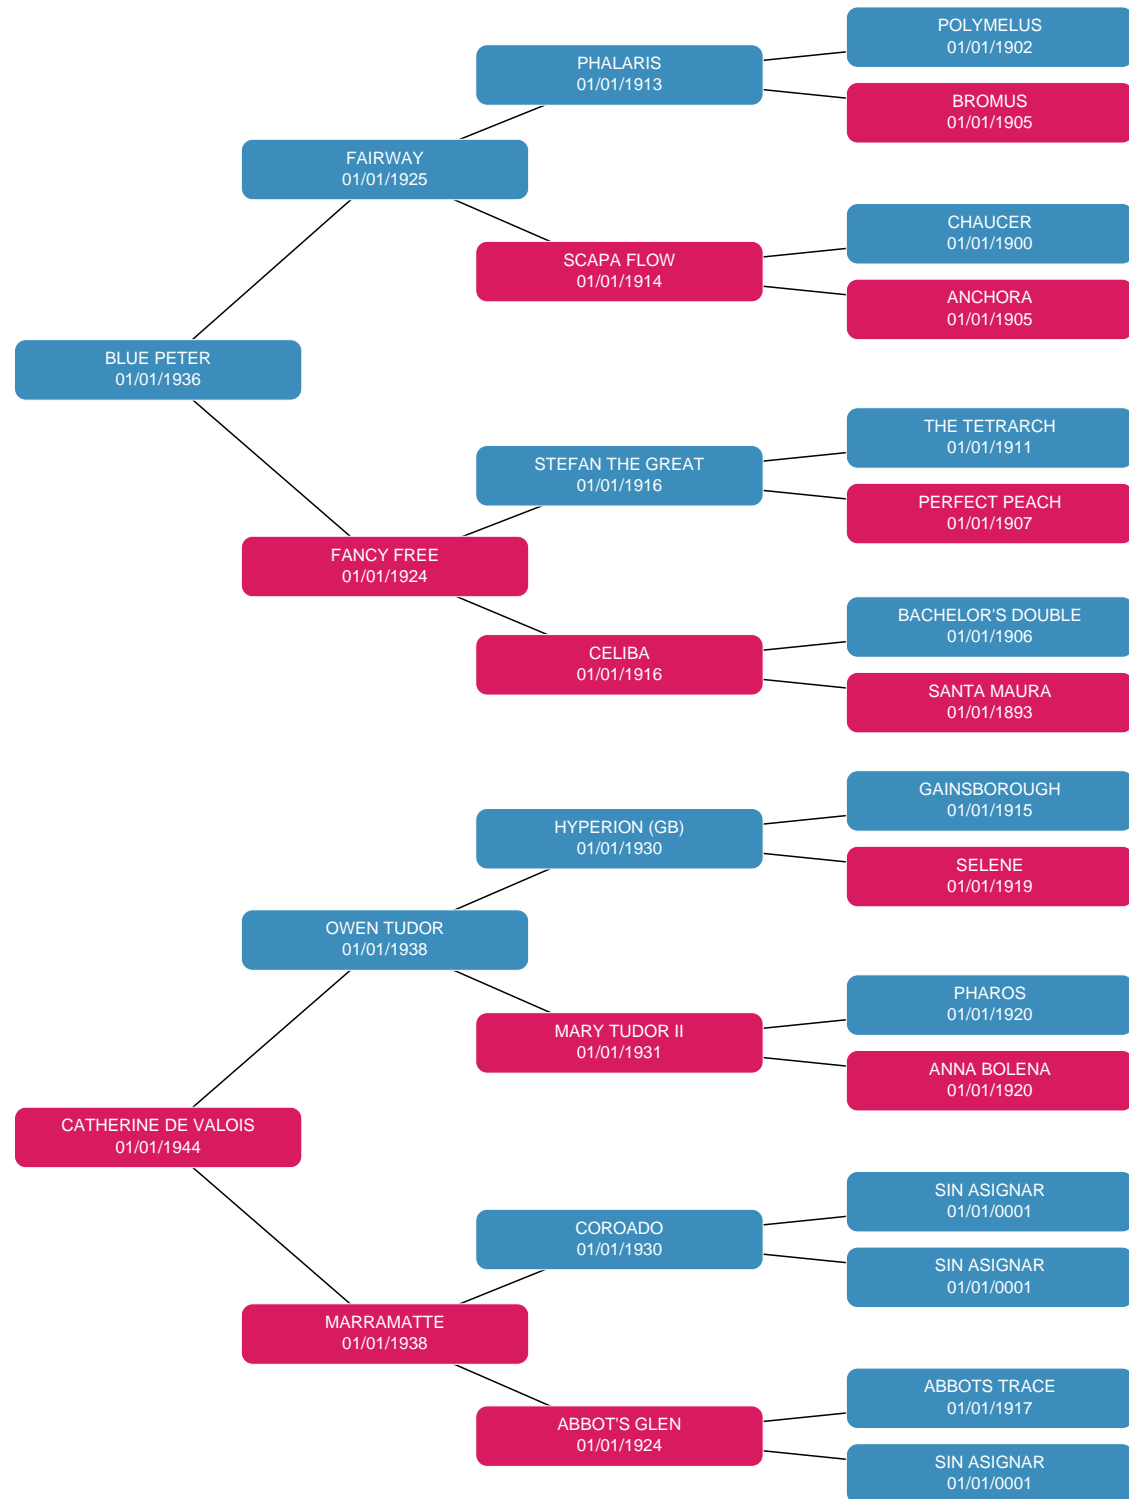 POLYMELUS
01/01/1902
PHALARIS
01/01/1913
BROMUS
01/01/1905
FAIRWAY
01/01/1925
CHAUCER
01/01/1900
SCAPA FLOW
01/01/1914
ANCHORA
01/01/1905
BLUE PETER
01/01/1936
THE TETRARCH
01/01/1911
STEFAN THE GREAT
01/01/1916
PERFECT PEACH
01/01/1907
FANCY FREE
01/01/1924
BACHELOR'S DOUBLE
01/01/1906
CELIBA
01/01/1916
SANTA MAURA
01/01/1893
GAINSBOROUGH
01/01/1915
HYPERION (GB)
01/01/1930
SELENE
01/01/1919
OWEN TUDOR
01/01/1938
PHAROS
01/01/1920
MARY TUDOR II
01/01/1931
ANNA BOLENA
01/01/1920
CATHERINE DE VALOIS
01/01/1944
SIN ASIGNAR
01/01/0001
COROADO
01/01/1930
SIN ASIGNAR
01/01/0001
MARRAMATTE
01/01/1938
ABBOTS TRACE
01/01/1917
ABBOT'S GLEN
01/01/1924
SIN ASIGNAR
01/01/0001